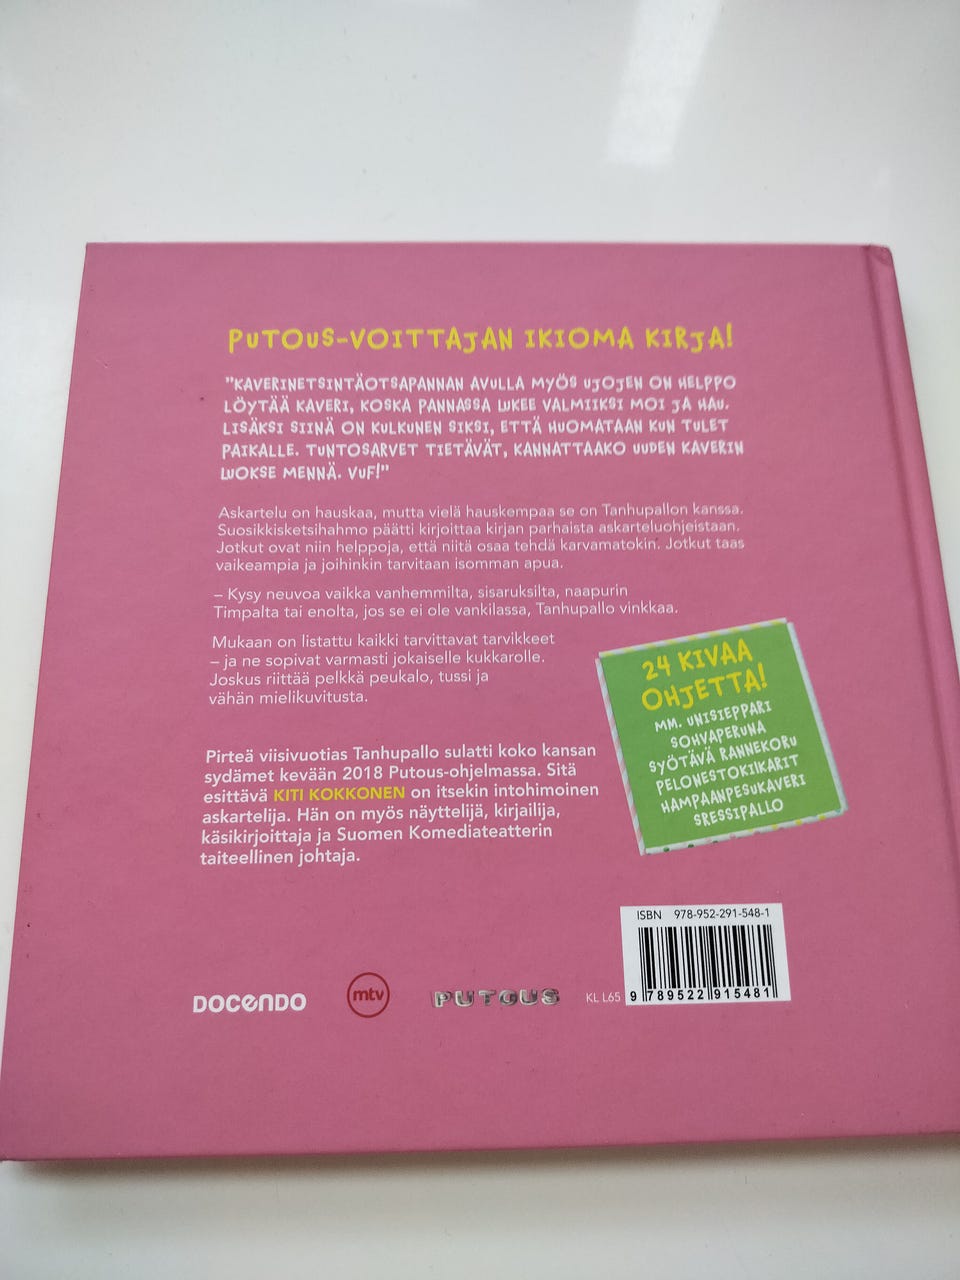 PUTOUS-VOITTAJAN IKIOMA KIRJA!
"KAVERINETSINTÄOTSAPANNAN AVULLA MYÖS UJOJEN ON HELPPO
LÖYTÄÄ KAVERI, KOSKA PANNASSA LUKEE VALMIIKSI MOI JA HAU.
LISÄKSI SIINÄ ON KULKUNEN SIKSI, ETTÄ HUOMATAAN KUN TULET
PAIKALLE. TUNTOSARVET TIETÄVÄT, KANNATTAAKO UUDEN KAVERIN
LUOKSE MENNÄ. VUF!"
Askartelu on hauskaa, mutta vielä hauskempaa se on Tanhupallon kanssa.
Suosikkisketsihahmo päätti kirjoittaa kirjan parhaista askarteluohjeistaan.
Jotkut ovat niin helppoja, että niitä osaa tehdä karvamatokin. Jotkut taas
vaikeampia ja joihinkin tarvitaan isomman apua.
– Kysy neuvoa vaikka vanhemmilta, sisaruksilta, naapurin
Timpalta tai enolta, jos se ei ole vankilassa, Tanhupallo vinkkaa.
Mukaan on listattu kaikki tarvittavat tarvikkeet
– ja ne sopivat varmasti jokaiselle kukkarolle.
Joskus riittää pelkkä peukalo, tussi ja
vähän mielikuvitusta.
Pirteä viisivuotias Tanhupallo sulatti koko kansan
sydämet kevään 2018 Putous-ohjelmassa. Sitä
esittävä KITI KOKKONEN on itsekin intohimoinen
askartelija. Hän on myös näyttelijä, kirjailija,
käsikirjoittaja ja Suomen Komediateatterin
taiteellinen johtaja.
24 KIVAA
OHJETTA!
MM. UNISIEPPARI
SOHVAPERUNA
SYÖTÄVÄ RANNEKORU
PELONESTOKIIKARIT
HAMPAANPESUKAVERI
SRESSIPALLO
ISBN 978-952-291-548-1
9 789522 915481
KL L65
DOCENDO
mtv
PUTOUS